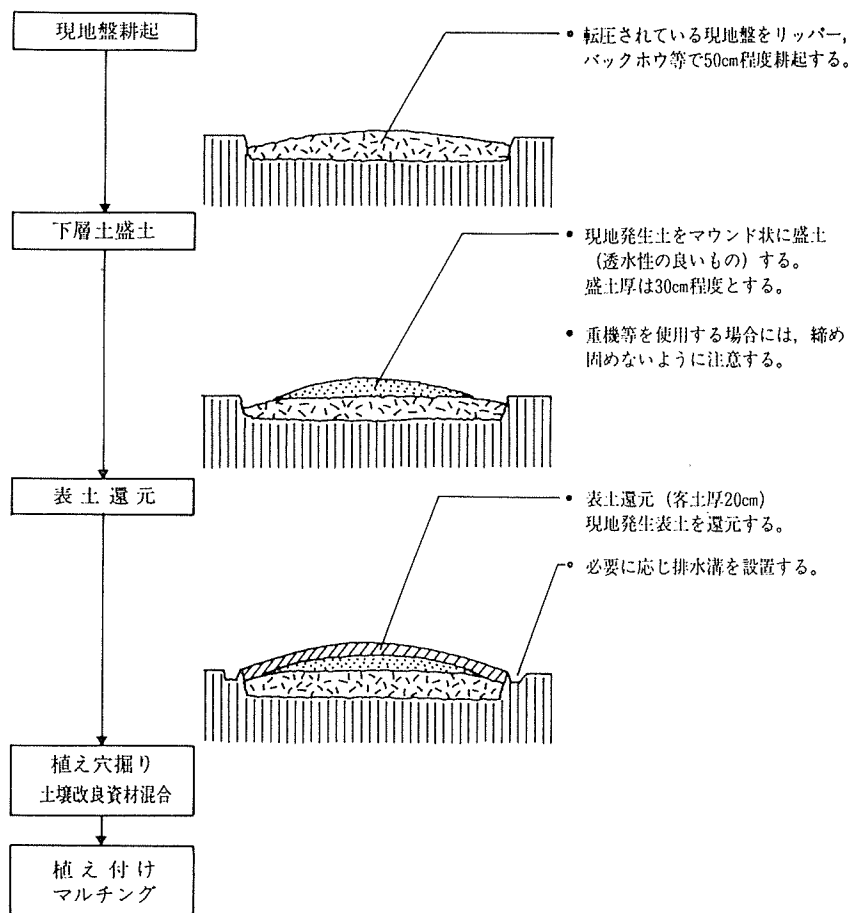 現地盤耕起
• 転圧されている現地盤をリッパー,
バックホウ等で50cm程度耕起する。
下層土盛土
• 現地発生土をマウンド状に盛土
(透水性の良いもの) する。
盛土厚は30cm程度とする。
• 重機等を使用する場合には, 締め
固めないように注意する。
表土還元
• 表土還元 (客土厚20cm)
現地発生表土を還元する。
• 必要に応じ排水溝を設置する。
植え穴掘り
土壌改良資材混合
植え付け
マルチング